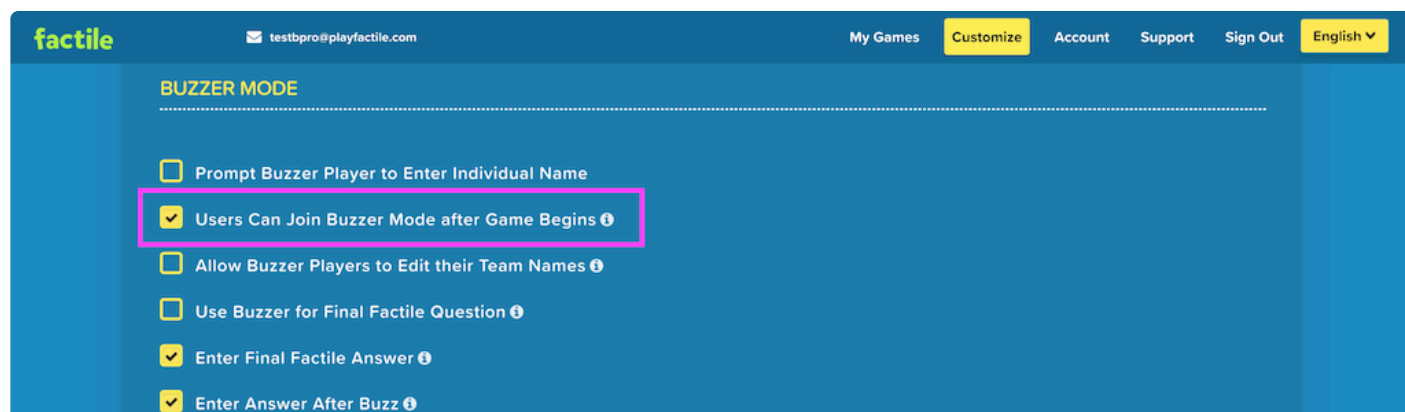 factile
testbpro@playfactile.com
My Games
Customize
Account
Support
Sign Out
English
BUZZER MODE
Prompt Buzzer Player to Enter Individual Name
Users Can Join Buzzer Mode after Game Begins
Allow Buzzer Players to Edit their Team Names
Use Buzzer for Final Factile Question
Enter Final Factile Answer
Enter Answer After Buzz